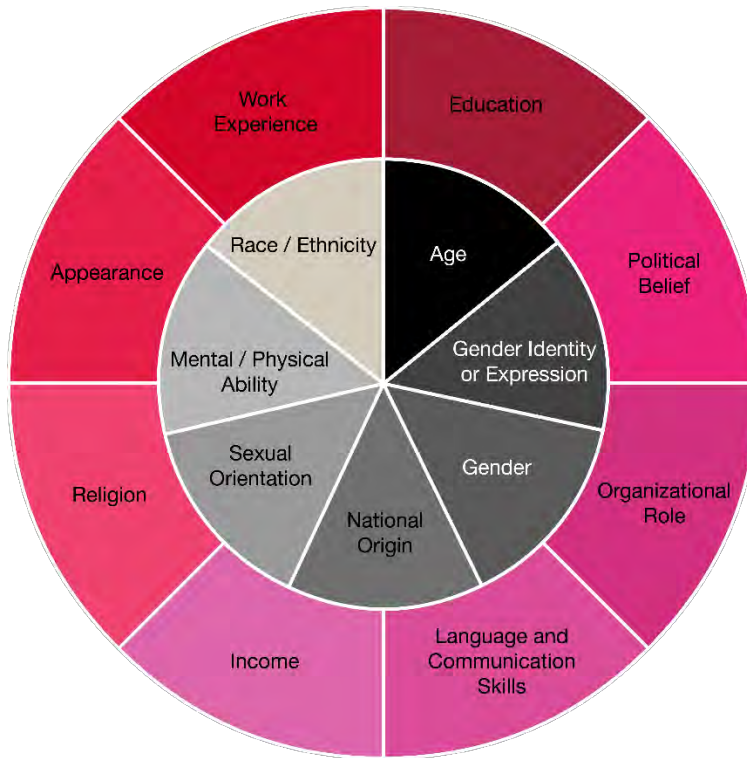 Work
Experience
Education
Political
Belief
Organizational
Role
Language and
Communication
Skills
Income
Religion
Appearance
Race / Ethnicity
Age
Gender Identity
or Expression
Gender
National
Origin
Sexual
Orientation
Mental / Physical
Ability